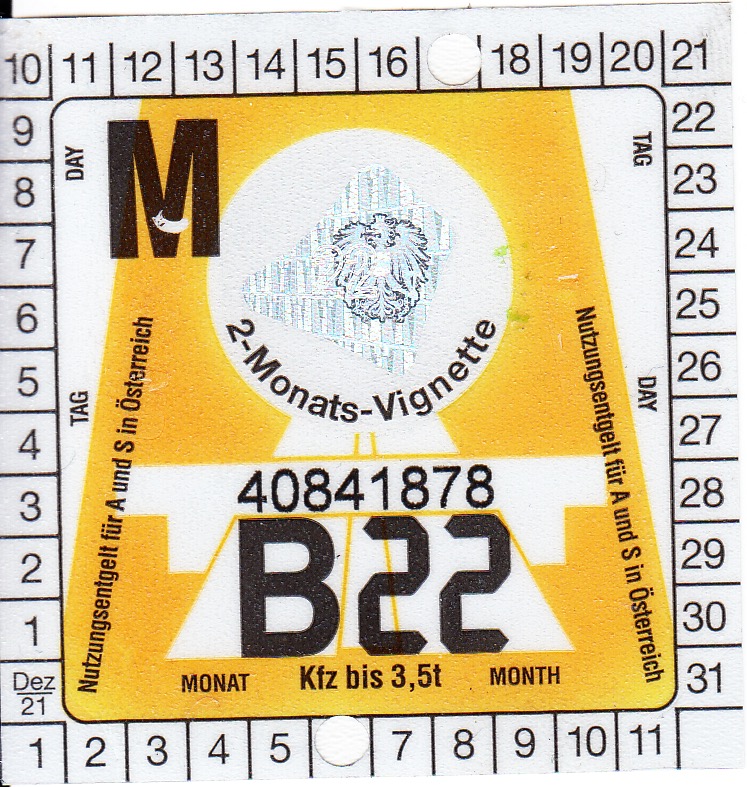 10 11 12 13 14 15 16 18 19 20 21
9 22
8 23
7 24
6 25
5 26
4 27
3 28
2 29
1 30
Dez
21
31
1 2 3 4 5 7 8 9 10 11
DAY
TAG
M
TAG
DAY
2-Monats-Vignette
Nutzungsentgelt für A und S in Österreich
Nutzungsentgelt für A und S in Österreich
40841878
B22
MONAT Kfz bis 3,5t MONTH